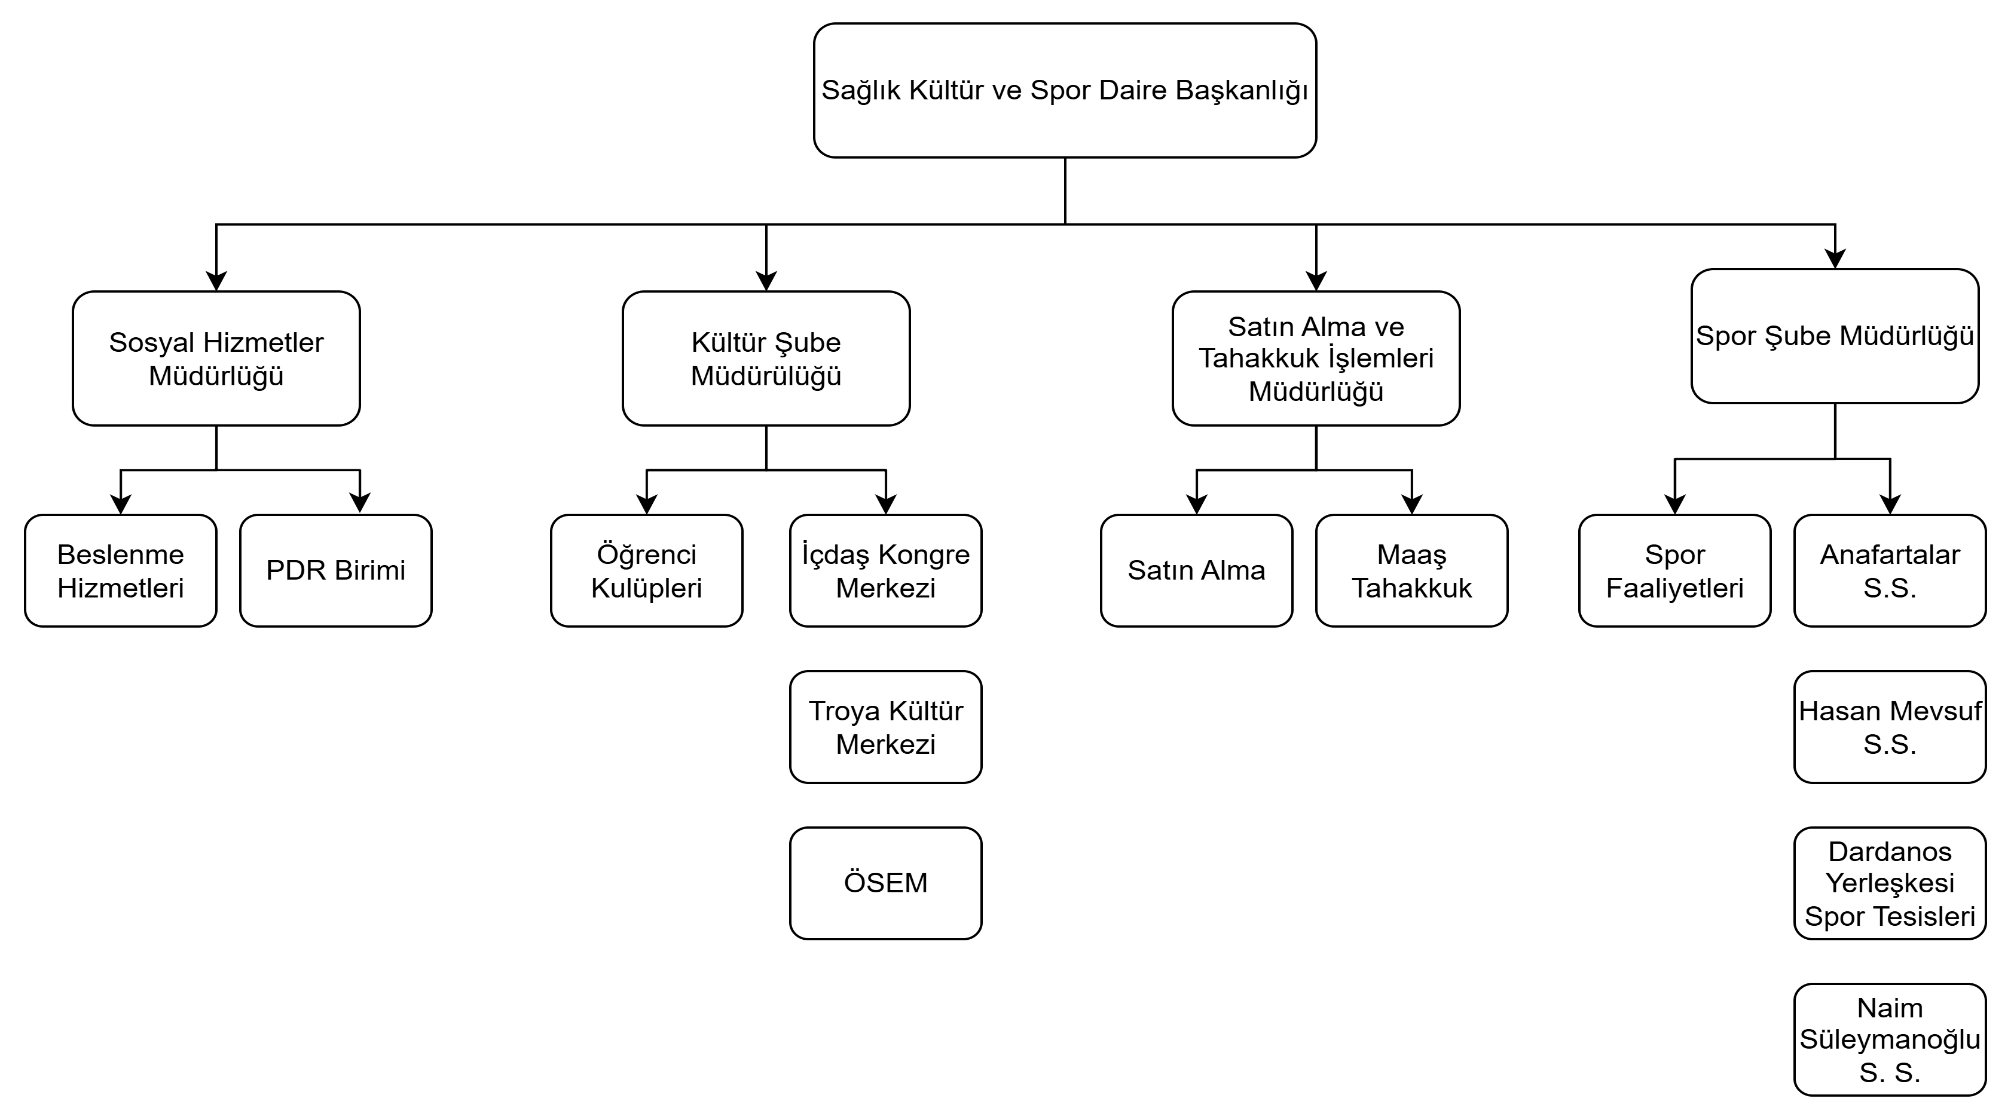 Sağlık Kültür ve Spor Daire Başkanlığı
Sosyal Hizmetler
Müdürlüğü
Kültür Şube
Müdürülüğü
Satın Alma ve
Tahakkuk İşlemleri
Müdürlüğü
Spor Şube Müdürlüğü
Beslenme
Hizmetleri
PDR Birimi
Öğrenci
Kulüpleri
İçdaş Kongre
Merkezi
Satın Alma
Maaş
Tahakkuk
Spor
Faaliyetleri
Anafartalar
S.S.
Troya Kültür
Merkezi
Hasan Mevsuf
S.S.
ÖSEM
Dardanos
Yerleşkesi
Spor Tesisleri
Naim
Süleymanoğlu
S. S.